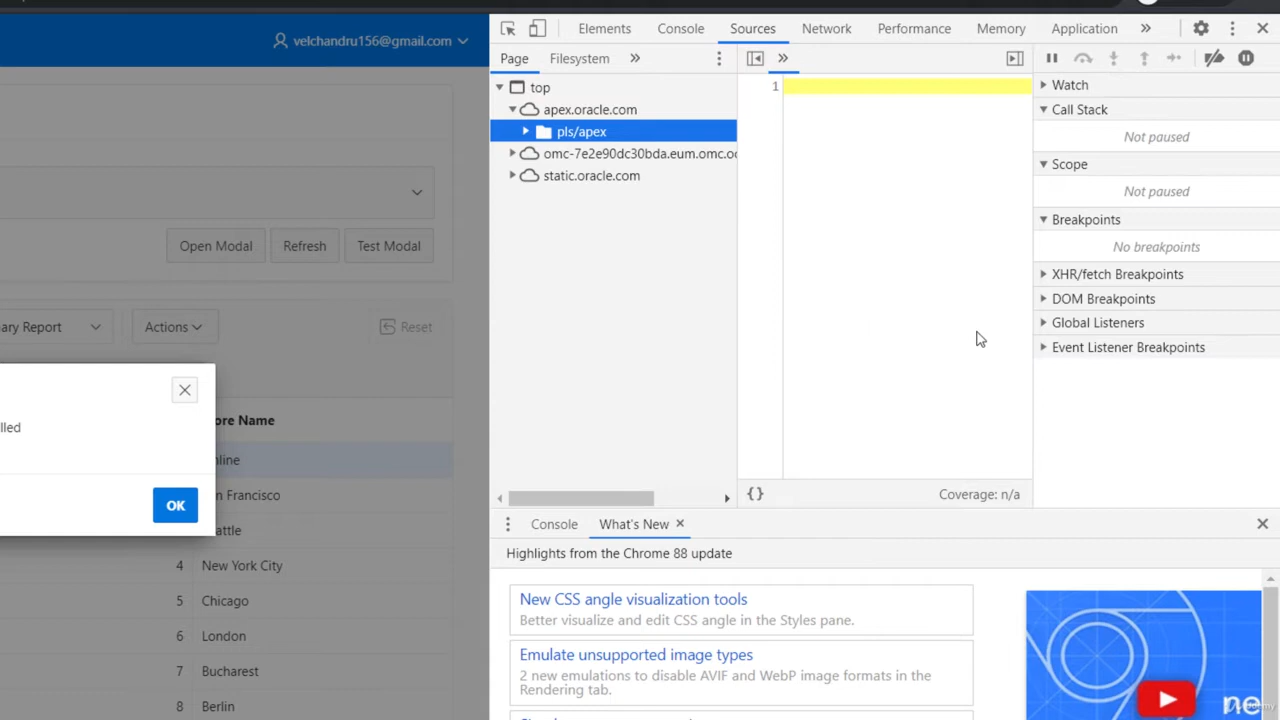 velchandru156@gmail.com
Open Modal Refresh Test Modal
ary Report Actions Reset
lled
OK
ore Name
nline
n Francisco
attle
4 New York City
5 Chicago
6 London
7 Bucharest
8 Berlin
Elements Console Sources Network Performance Memory Application
Page Filesystem
top
apex.oracle.com
pls/apex
omc-7e2e90dc30bda.eum.omc.oc
static.oracle.com
1
{} Coverage: n/a
Watch
Call Stack
Not paused
Scope
Not paused
Breakpoints
No breakpoints
XHR/fetch Breakpoints
DOM Breakpoints
Global Listeners
Event Listener Breakpoints
Console What's New
Highlights from the Chrome 88 update
New CSS angle visualization tools
Better visualize and edit CSS angle in the Styles pane.
Emulate unsupported image types
2 new emulations to disable AVIF and WebP image formats in the
Rendering tab.
ne